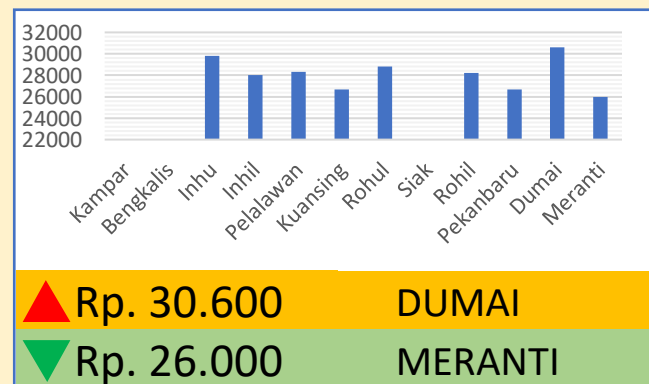 32000
30000
28000
26000
24000
22000
Kampar
Bengkalis
Inhu
Inhil
Pelalawan
Kuansing
Rohul
Siak
Rohil
Pekanbaru
Dumai
Meranti
Rp. 30.600 DUMAI
Rp. 26.000 MERANTI